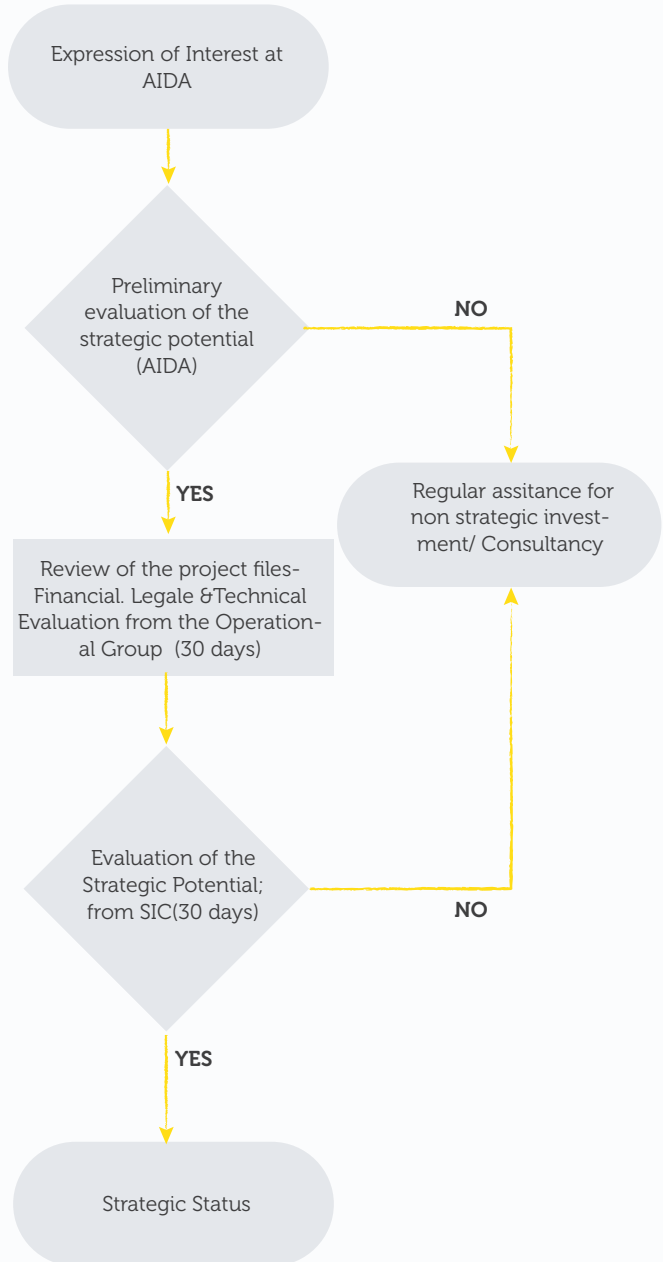 Expression of Interest at
AIDA
Preliminary
evaluation of the
strategic potential
(AIDA)
NO
YES
Regular assitance for
non strategic invest-
ment/ Consultancy
Review of the project files-
Financial. Legale &Technical
Evaluation from the Operation-
al Group (30 days)
Evaluation of the
Strategic Potential;
from SIC(30 days)
NO
YES
Strategic Status